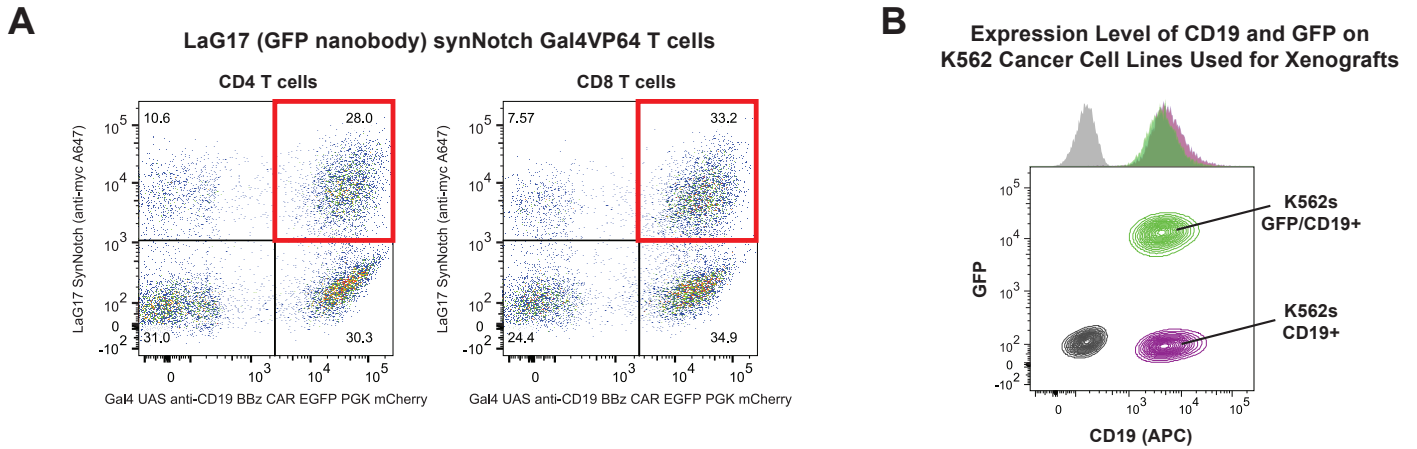 A
LaG17 (GFP nanobody) synNotch Gal4VP64 T cells
CD4 T cells
CD8 T cells
LaG17 SynNotch (anti-myc A647)
10^5
10^4
10^3
10^2
0
-10^2
10.6
28.0
31.0
30.3
0
10^3
10^4
10^5
Gal4 UAS anti-CD19 BBz CAR EGFP PGK mCherry
LaG17 SynNotch (anti-myc A647)
10^5
10^4
10^3
10^2
0
-10^2
7.57
33.2
24.4
34.9
0
10^3
10^4
10^5
Gal4 UAS anti-CD19 BBz CAR EGFP PGK mCherry
B
Expression Level of CD19 and GFP on
K562 Cancer Cell Lines Used for Xenografts
GFP
10^5
10^4
10^3
10^2
0
-10^2
K562s
GFP/CD19+
K562s
CD19+
0
10^3
10^4
10^5
CD19 (APC)